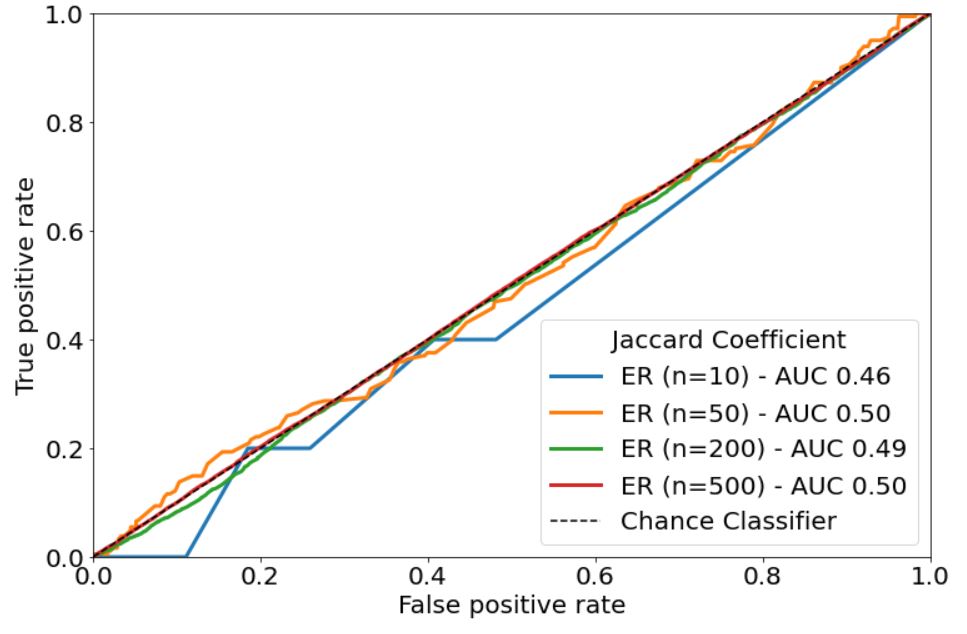 1.0
0.8
0.6
0.4
0.2
0.0
True positive rate
0.0 0.2 0.4 0.6 0.8 1.0
False positive rate
Jaccard Coefficient
ER (n=10) - AUC 0.46
ER (n=50) - AUC 0.50
ER (n=200) - AUC 0.49
ER (n=500) - AUC 0.50
Chance Classifier